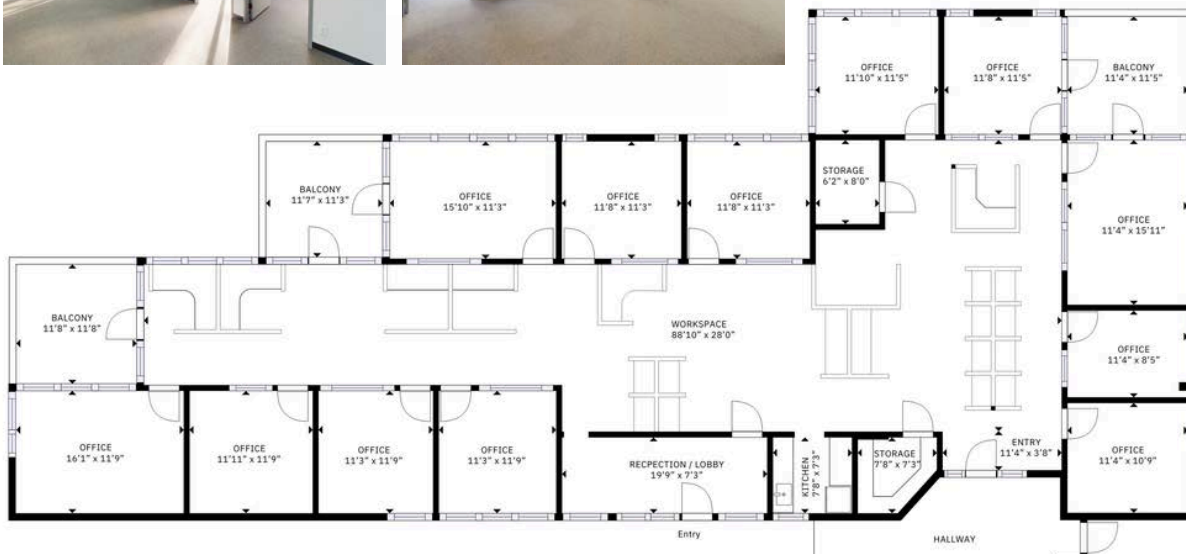 OFFICE
11'10" x 11'5"
OFFICE
11'8" x 11'5"
BALCONY
11'4" x 11'5"
BALCONY
11'7" x 11'3"
OFFICE
15'10" x 11'3"
OFFICE
11'8" x 11'3"
OFFICE
11'8" x 11'3"
STORAGE
6'2" x 8'0"
OFFICE
11'4" x 15'11"
BALCONY
11'8" x 11'8"
WORKSPACE
88'10" x 28'0"
OFFICE
11'4" x 8'5"
OFFICE
16'1" x 11'9"
OFFICE
11'11" x 11'9"
OFFICE
11'3" x 11'9"
OFFICE
11'3" x 11'9"
RECPECTION / LOBBY
19'9" x 7'3"
KITCHEN
7'8" x 7'3"
STORAGE
7'8" x 7'3"
ENTRY
11'4" x 3'8"
OFFICE
11'4" x 10'9"
Entry
HALLWAY